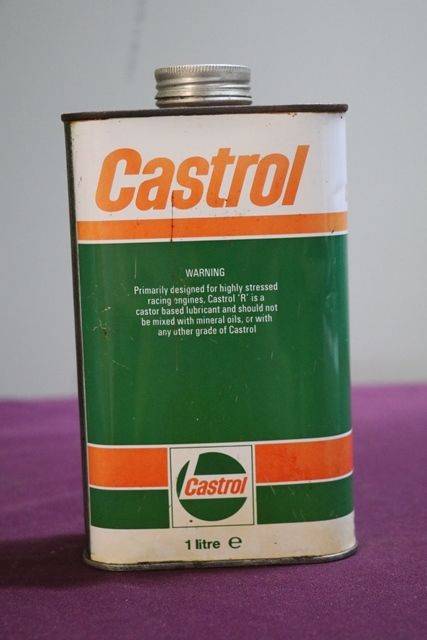 Castrol
WARNING
Primarily designed for highly stressed
racing engines, Castrol 'R' is a
castor based lubricant and should not
be mixed with mineral oils, or with
any other grade of Castrol
Castrol
1 litre ℮